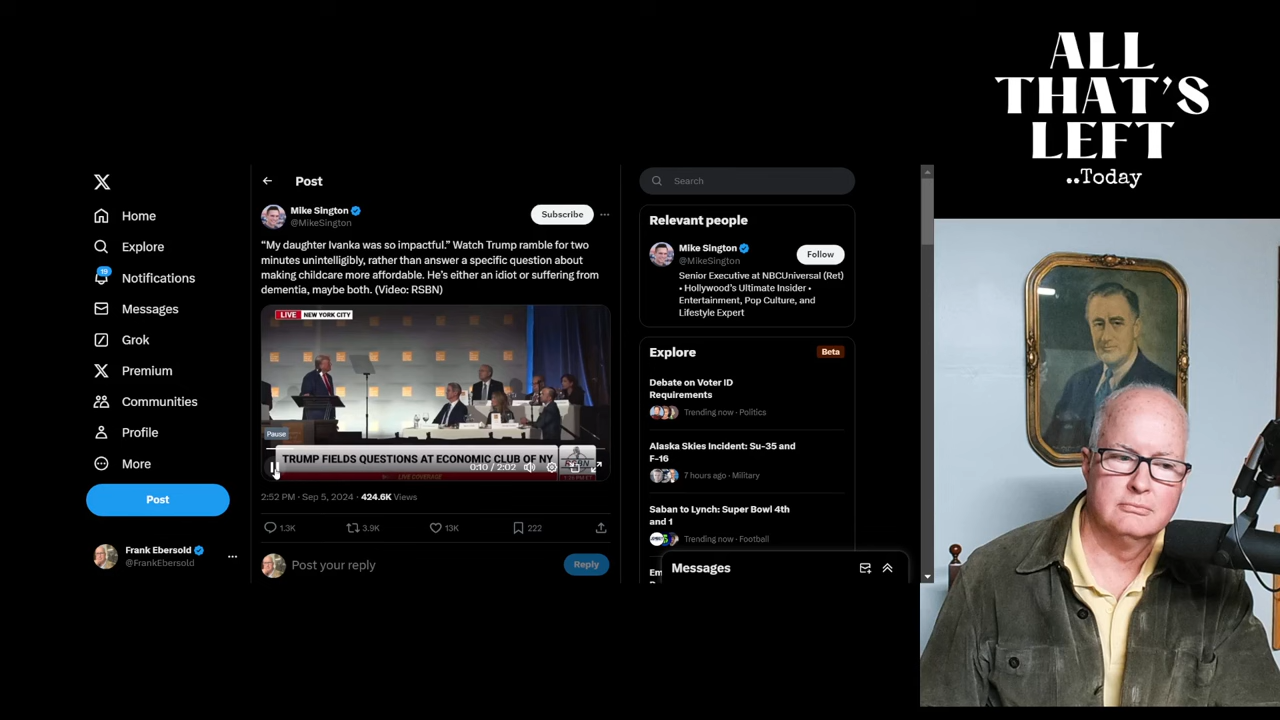 ALL
THAT'S
LEFT
..Today
Home
Explore
19
Notifications
Messages
Grok
Premium
Communities
Profile
More
Post
Frank Ebersold
@FrankEbersold
Post
Mike Sington
@MikeSington
Subscribe
“My daughter Ivanka was so impactful.” Watch Trump ramble for two
minutes unintelligibly, rather than answer a specific question about
making childcare more affordable. He’s either an idiot or suffering from
dementia, maybe both. (Video: RSBN)
LIVE NEW YORK CITY
Pause
TRUMP FIELDS QUESTIONS AT ECONOMIC CLUB OF NY
0:10 / 2:02
LIVE COVERAGE
2:52 PM · Sep 5, 2024 · 424.6K Views
1.3K 3.9K 13K 222
Post your reply
Reply
Search
Relevant people
Mike Sington
@MikeSington
Follow
Senior Executive at NBCUniversal (Ret)
• Hollywood’s Ultimate Insider •
Entertainment, Pop Culture, and
Lifestyle Expert
Explore
Beta
Debate on Voter ID
Requirements
Trending now · Politics
Alaska Skies Incident: Su-35 and
F-16
7 hours ago · Military
Saban to Lynch: Super Bowl 4th
and 1
Trending now · Football
Messages